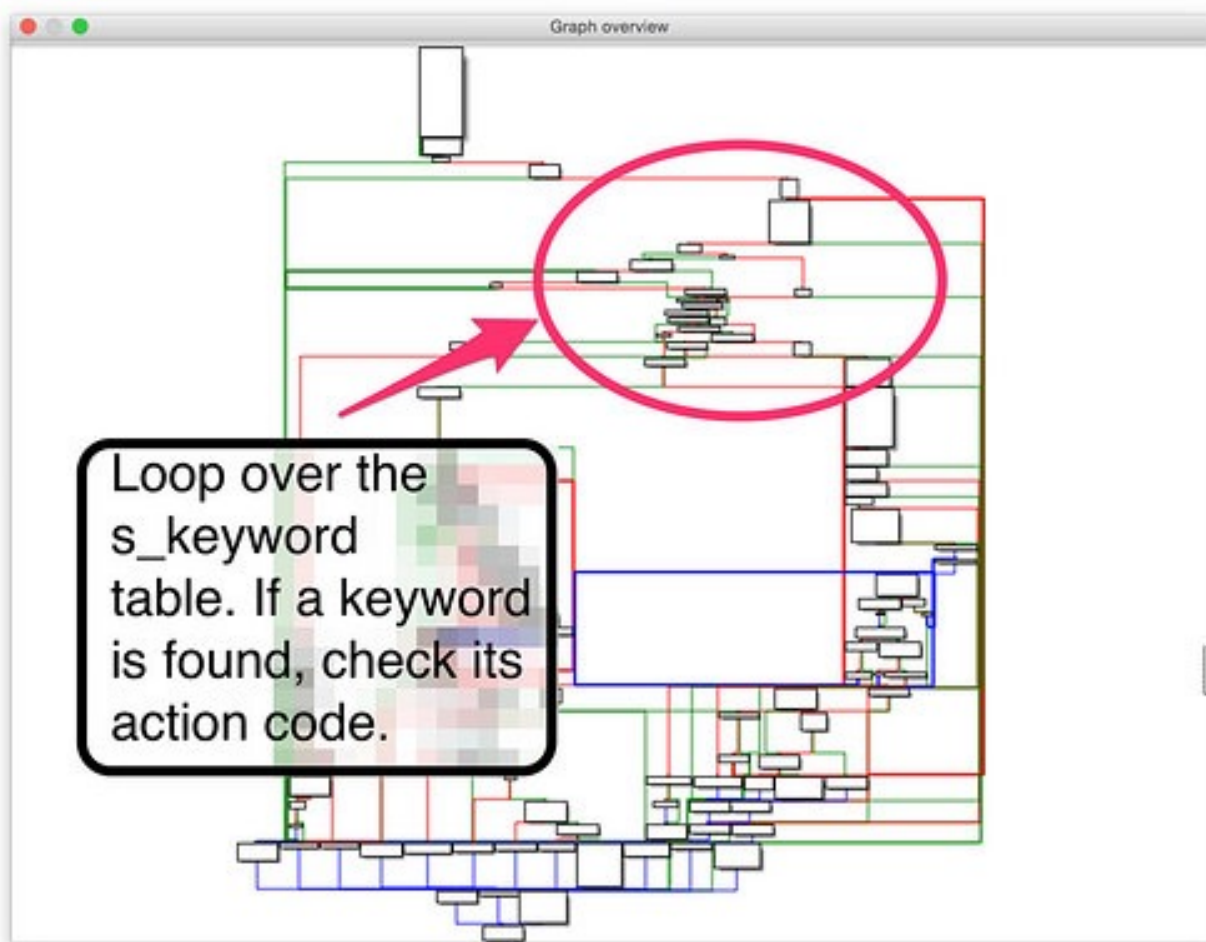 Graph overview
Loop over the
s_keyword
table. If a keyword
is found, check its
action code.